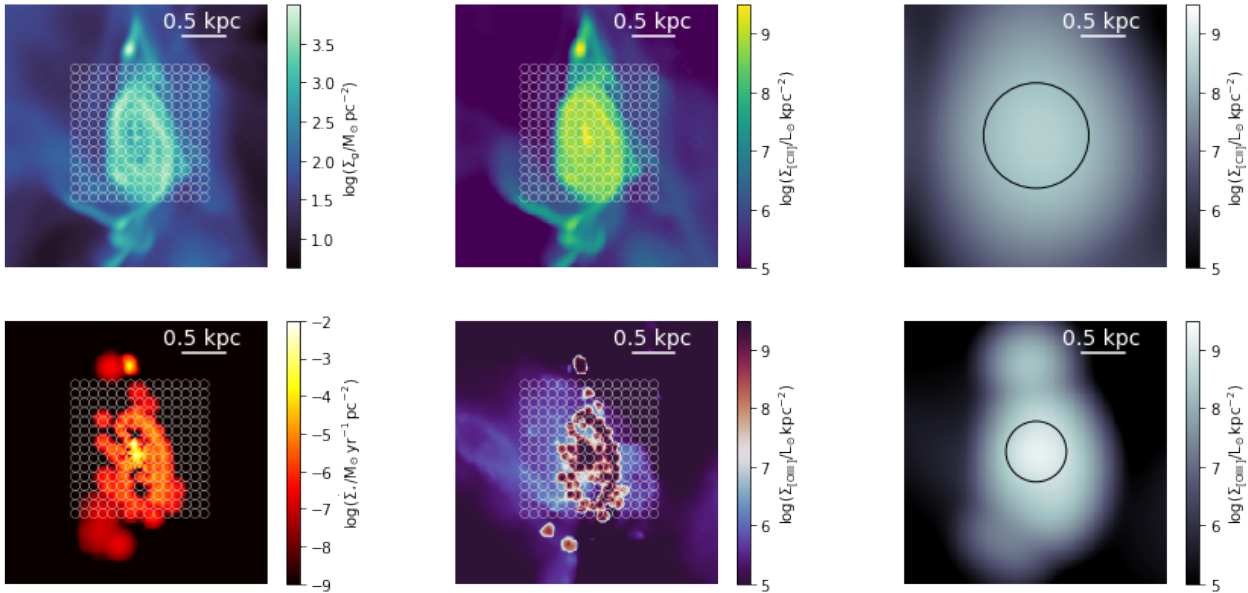 0.5 kpc
4.0
3.5
3.0
2.5
2.0
1.5
1.0
log(Σg/M⊙ pc⁻²)
0.5 kpc
9
8
7
6
5
log(Σ[CII]/L⊙ kpc⁻²)
0.5 kpc
9
8
7
6
5
log(Σ[CII]/L⊙ kpc⁻²)
0.5 kpc
−2
−3
−4
−5
−6
−7
−8
−9
log(Σ⋆/M⊙ yr⁻¹ pc⁻²)
0.5 kpc
9
8
7
6
5
log(Σ[OIII]/L⊙ kpc⁻²)
0.5 kpc
9
8
7
6
5
log(Σ[OIII]/L⊙ kpc⁻²)